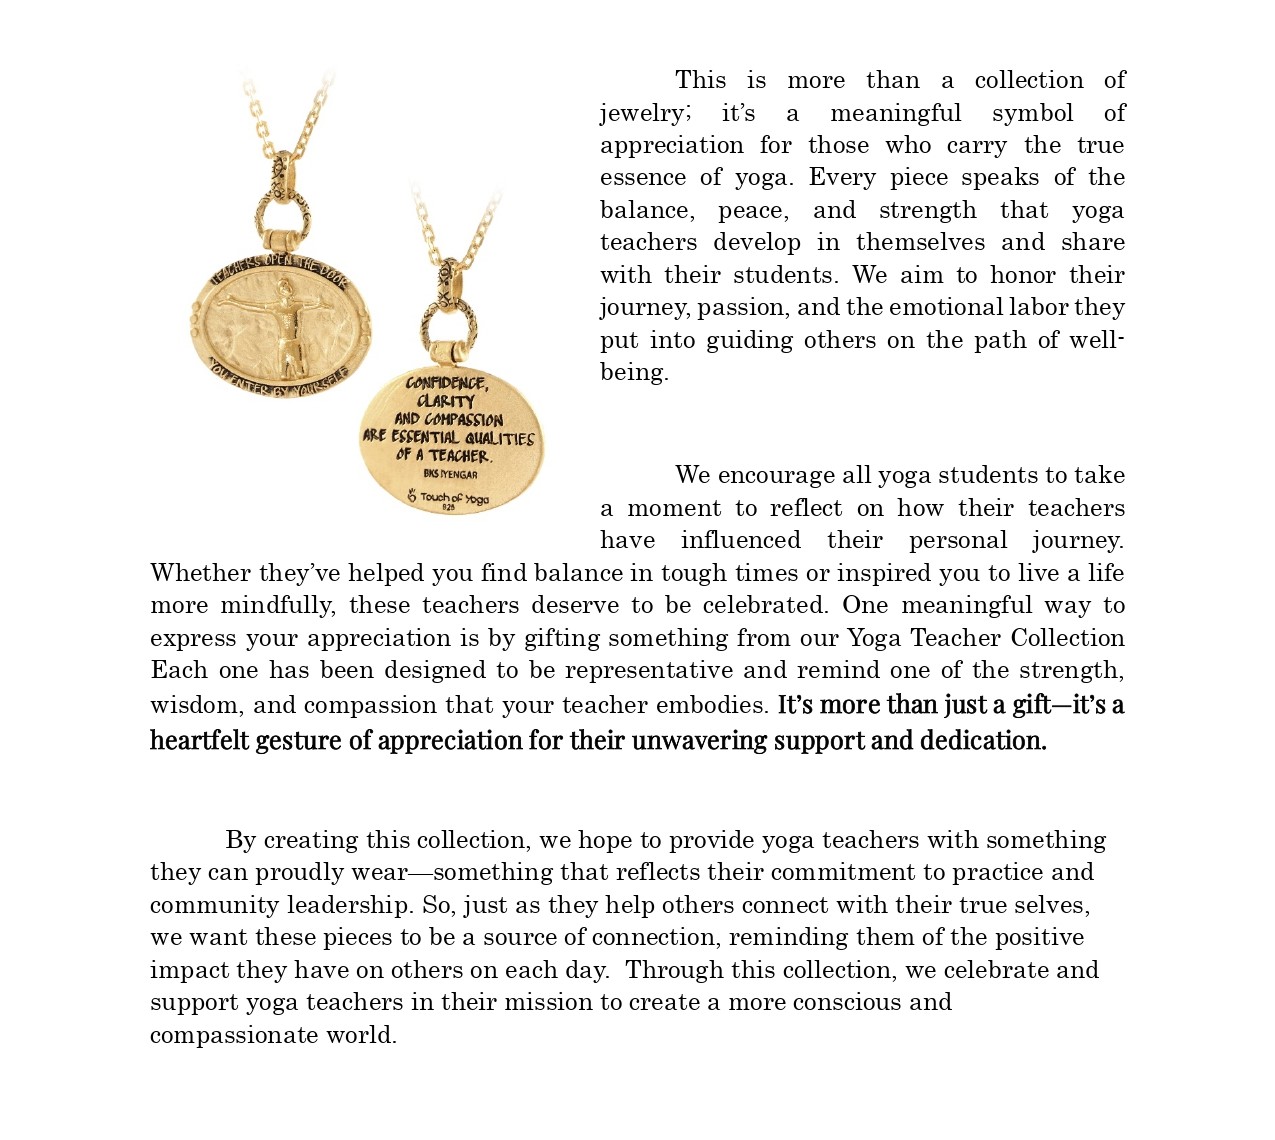 TEACHERS OPEN THE DOOR
YOU ENTER BY YOURSELF
CONFIDENCE,
CLARITY
AND COMPASSION
ARE ESSENTIAL QUALITIES
OF A TEACHER.
BKS IYENGAR
Touch of Yoga
925
This is more than a collection of
jewelry; it’s a meaningful symbol of
appreciation for those who carry the true
essence of yoga. Every piece speaks of the
balance, peace, and strength that yoga
teachers develop in themselves and share
with their students. We aim to honor their
journey, passion, and the emotional labor they
put into guiding others on the path of well-
being.
We encourage all yoga students to take
a moment to reflect on how their teachers
have influenced their personal journey.
Whether they’ve helped you find balance in tough times or inspired you to live a life
more mindfully, these teachers deserve to be celebrated. One meaningful way to
express your appreciation is by gifting something from our Yoga Teacher Collection
Each one has been designed to be representative and remind one of the strength,
wisdom, and compassion that your teacher embodies. It’s more than just a gift—it’s a
heartfelt gesture of appreciation for their unwavering support and dedication.
By creating this collection, we hope to provide yoga teachers with something
they can proudly wear—something that reflects their commitment to practice and
community leadership. So, just as they help others connect with their true selves,
we want these pieces to be a source of connection, reminding them of the positive
impact they have on others on each day.  Through this collection, we celebrate and
support yoga teachers in their mission to create a more conscious and
compassionate world.